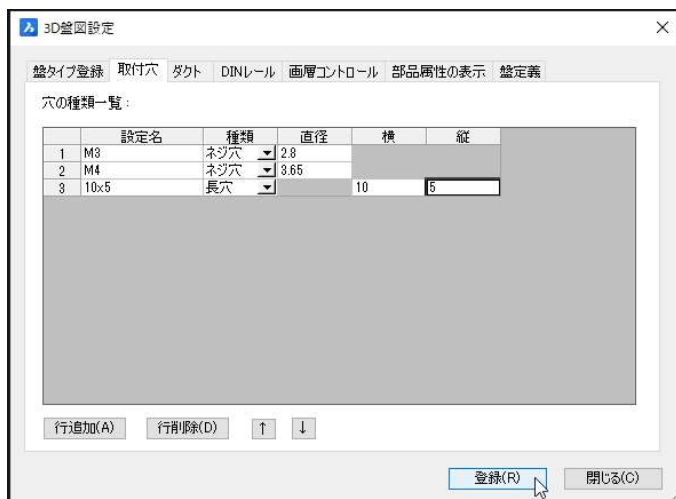 3D盤図設定
盤タイプ登録 取付穴 ダクト DINレール 画層コントロール 部品属性の表示 盤定義
穴の種類一覧：
設定名 種類 直径 横 縦
1 M3 ネジ穴 2.8
2 M4 ネジ穴 3.65
3 10x5 長穴 10 5
行追加(A) 行削除(D) ↑ ↓
登録(R) 閉じる(C)